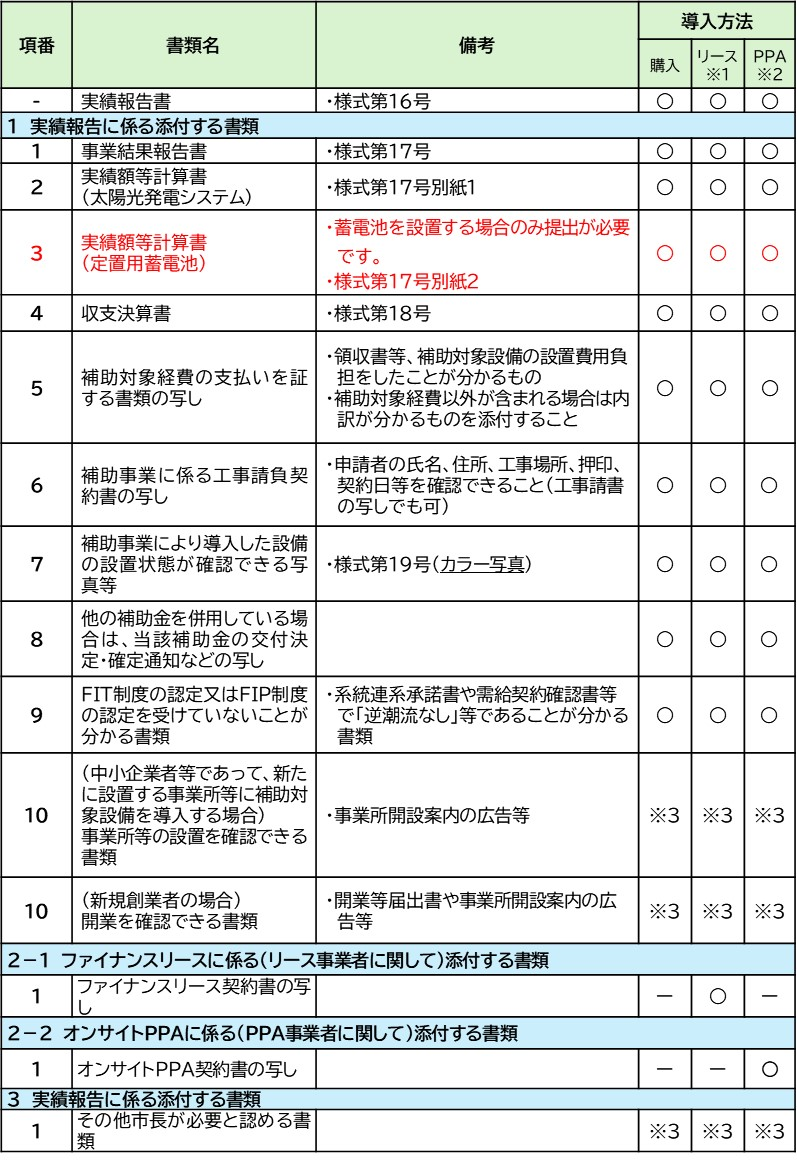 項番 書類名 備考 導入方法
購入 リース※1 PPA※2
- 実績報告書 ・様式第16号 〇 〇 〇
1 実績報告に係る添付する書類
1 事業結果報告書 ・様式第17号 〇 〇 〇
2 実績額等計算書 ・様式第17号別紙1 〇 〇 〇
（太陽光発電システム）
3 実績額等計算書 ・蓄電池を設置する場合のみ提出が必要 〇 〇 〇
（定置用蓄電池） です。
・様式第17号別紙2
4 収支決算書 ・様式第18号 〇 〇 〇
5 補助対象経費の支払いを証 ・領収書等、補助対象設備の設置費用負 〇 〇 〇
する書類の写し 担をしたことが分かるもの
・補助対象経費以外が含まれる場合は内
訳が分かるものを添付すること
6 補助事業に係る工事請負契 ・申請者の氏名、住所、工事場所、押印、 〇 〇 〇
約書の写し 契約日等を確認できること（工事請書
の写しでも可）
7 補助事業により導入した設備 ・様式第19号（カラー写真） 〇 〇 〇
の設置状態が確認できる写
真等
8 他の補助金を併用している場 〇 〇 〇
合は、当該補助金の交付決
定・確定通知などの写し
9 FIT制度の認定又はFIP制度 ・系統連系承諾書や需給契約確認書等 〇 〇 〇
の認定を受けていないことが で「逆潮流なし」等であることが分かる
分かる書類 書類
10 （中小企業者等であって、新た ・事業所開設案内の広告等 ※3 ※3 ※3
に設置する事業所等に補助対
象設備を導入する場合）
事業所等の設置を確認できる
書類
10 （新規創業者の場合） ・開業等届出書や事業所開設案内の広 ※3 ※3 ※3
開業を確認できる書類 告等
2－1 ファイナンスリースに係る（リース事業者に関して）添付する書類
1 ファイナンスリース契約書の写 － 〇 －
し
2－2 オンサイトPPAに係る（PPA事業者に関して）添付する書類
1 オンサイトPPA契約書の写し － － 〇
3 実績報告に係る添付する書類
1 その他市長が必要と認める書 ※3 ※3 ※3
類